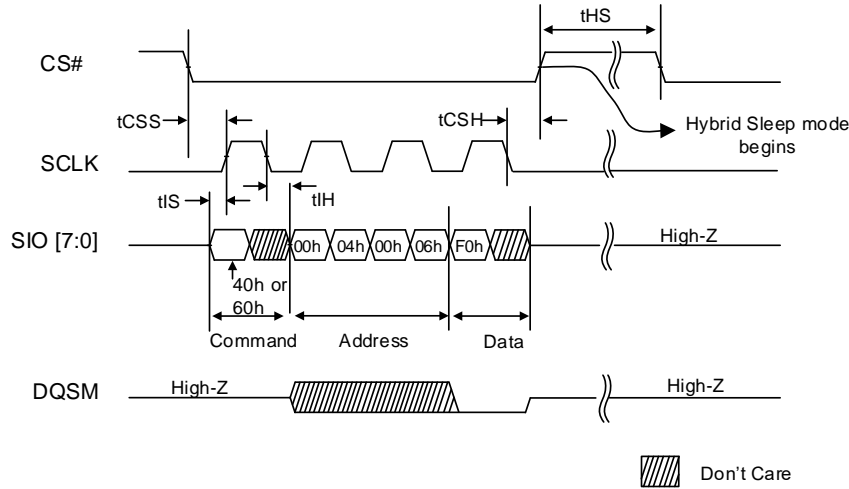 tHS
CS#
tCSS
tCSH
Hybrid Sleep mode
begins
SCLK
tIS
tIH
SIO [7:0]
00h 04h 00h 06h F0h
High-Z
40h or
60h
Command Address Data
DQSM
High-Z
High-Z
Don't Care